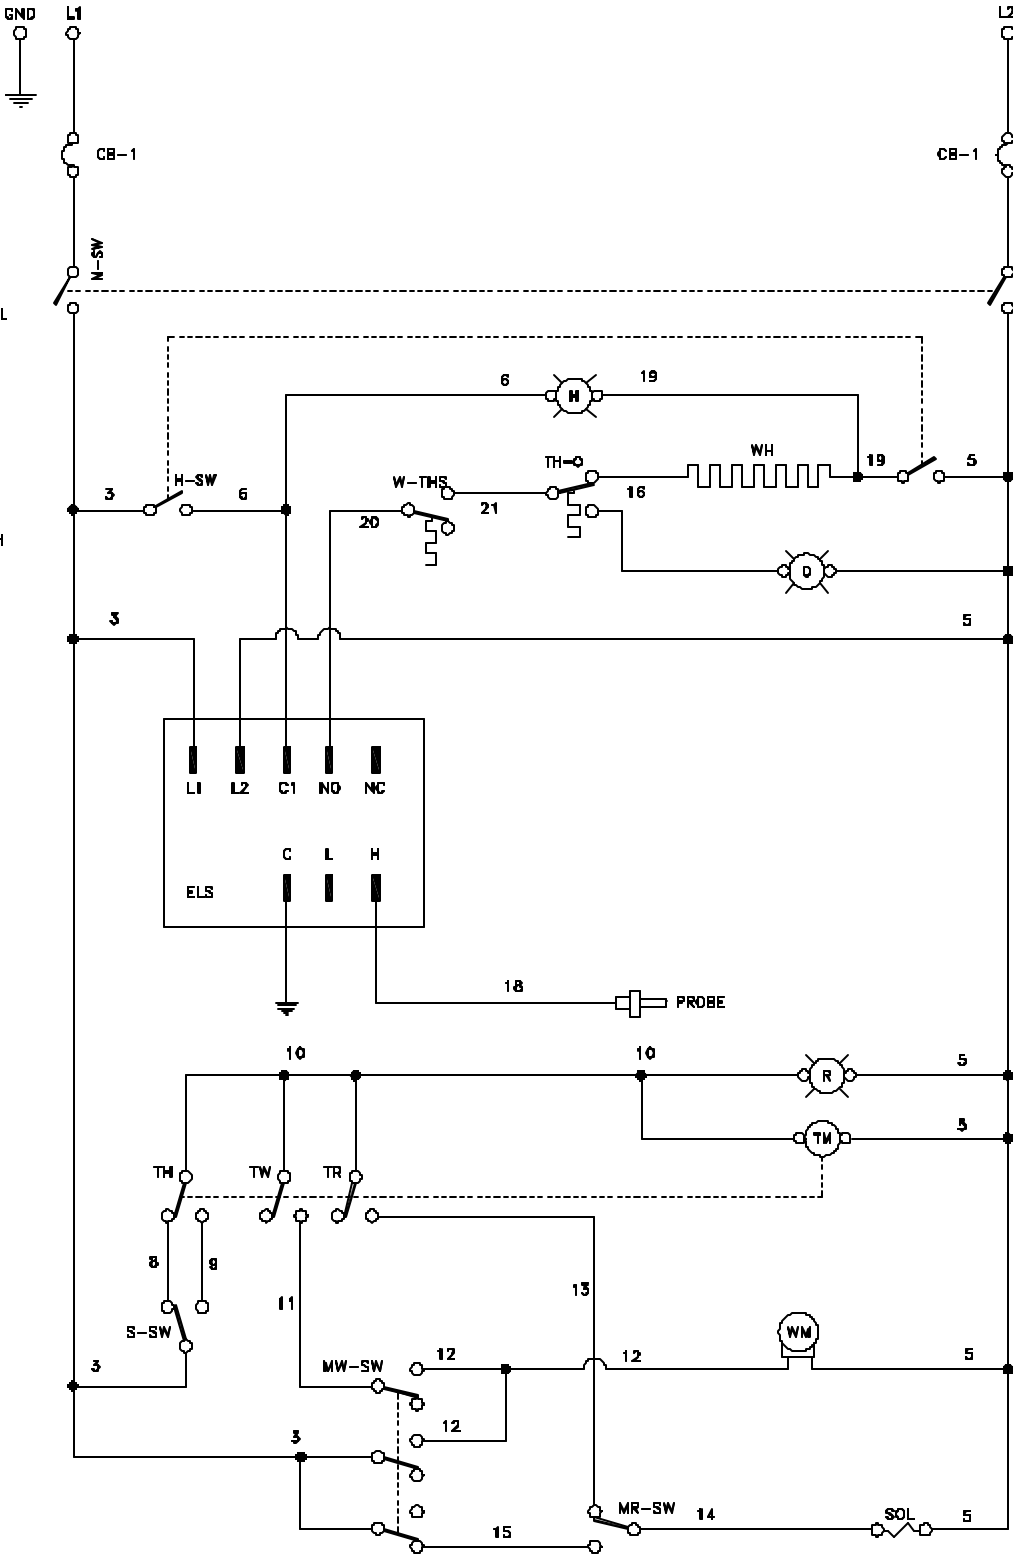 GND L1 L2
CB-1 CB-1
N-SW
L
6 H 19
WH
TH-O
3 H-SW 6 W-THS 21 16 19 5
20
H
O
3 5
L1 L2 C1 NO NC
C L H
ELS
18 PROBE
10 10 R 5
TM 5
TH TW TR
8 9
11 13
S-SW WM
3 MW-SW 12 12 5
12
3
MR-SW 14 SOL 5
15